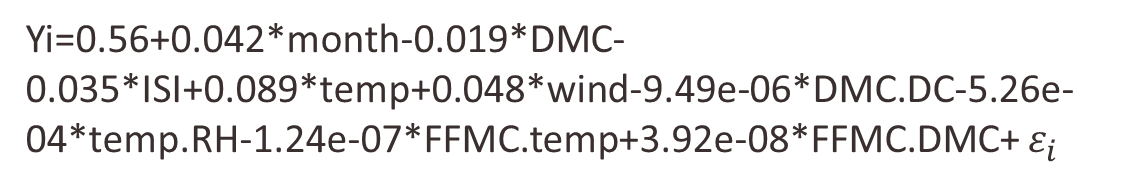 Yi=0.56+0.042*month-0.019*DMC-
0.035*ISI+0.089*temp+0.048*wind-9.49e-06*DMC.DC-5.26e-
04*temp.RH-1.24e-07*FFMC.temp+3.92e-08*FFMC.DMC+ 𝜀𝑖